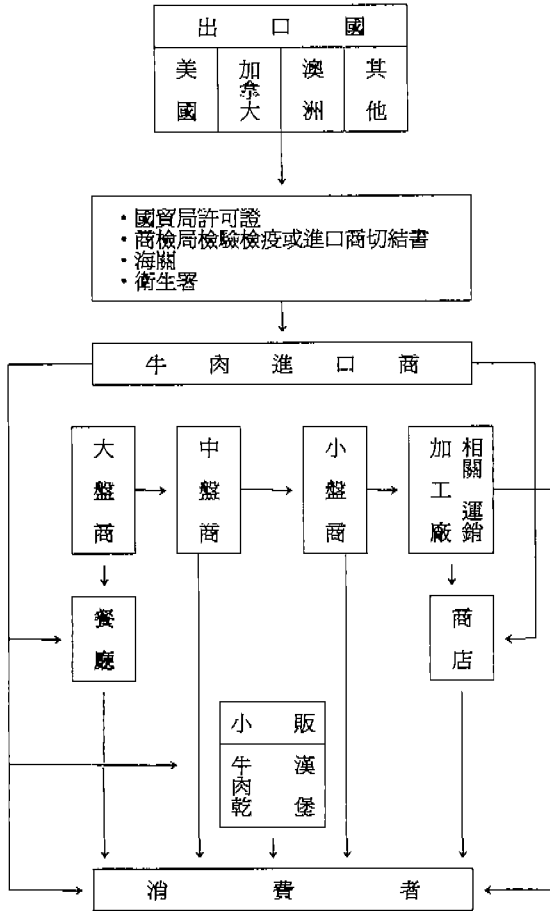 出口國
美國
加拿大
澳洲
其他
・國貿局許可證
・商檢局檢驗檢疫或進口商切結書
・海關
・衛生署
牛肉進口商
大盤商
中盤商
小盤商
相關運銷
加工廠
餐廳
商店
小販
牛肉乾
漢堡
消費者